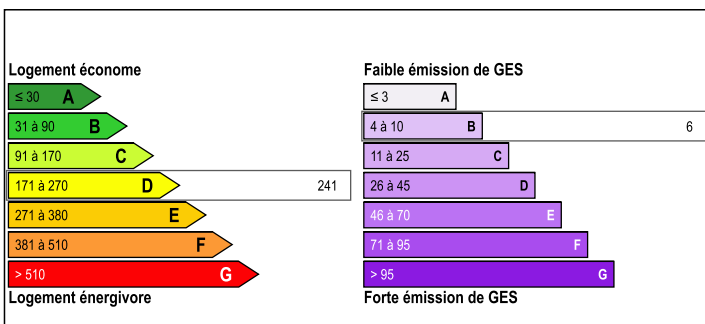 Logement économe
≤ 30 A
31 à 90 B
91 à 170 C
171 à 270 D 241
271 à 380 E
381 à 510 F
> 510 G
Logement énergivore
Faible émission de GES
≤ 3 A
4 à 10 B 6
11 à 25 C
26 à 45 D
46 à 70 E
71 à 95 F
> 95 G
Forte émission de GES